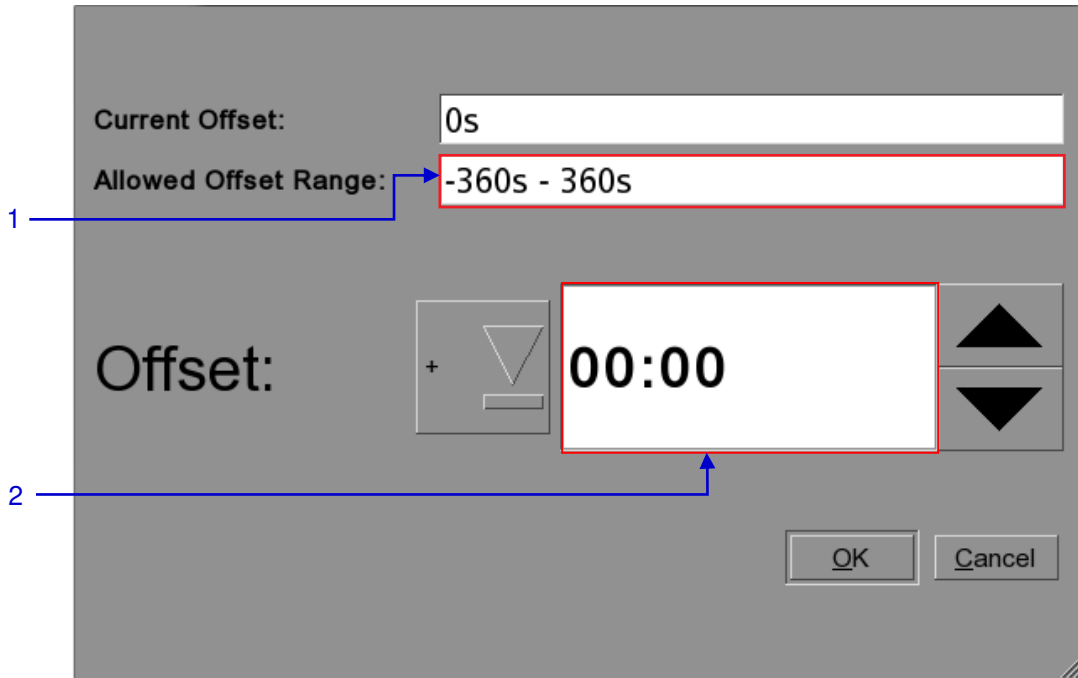 Current Offset: 0s
Allowed Offset Range: -360s - 360s
1
Offset: + 00:00
2
OK Cancel